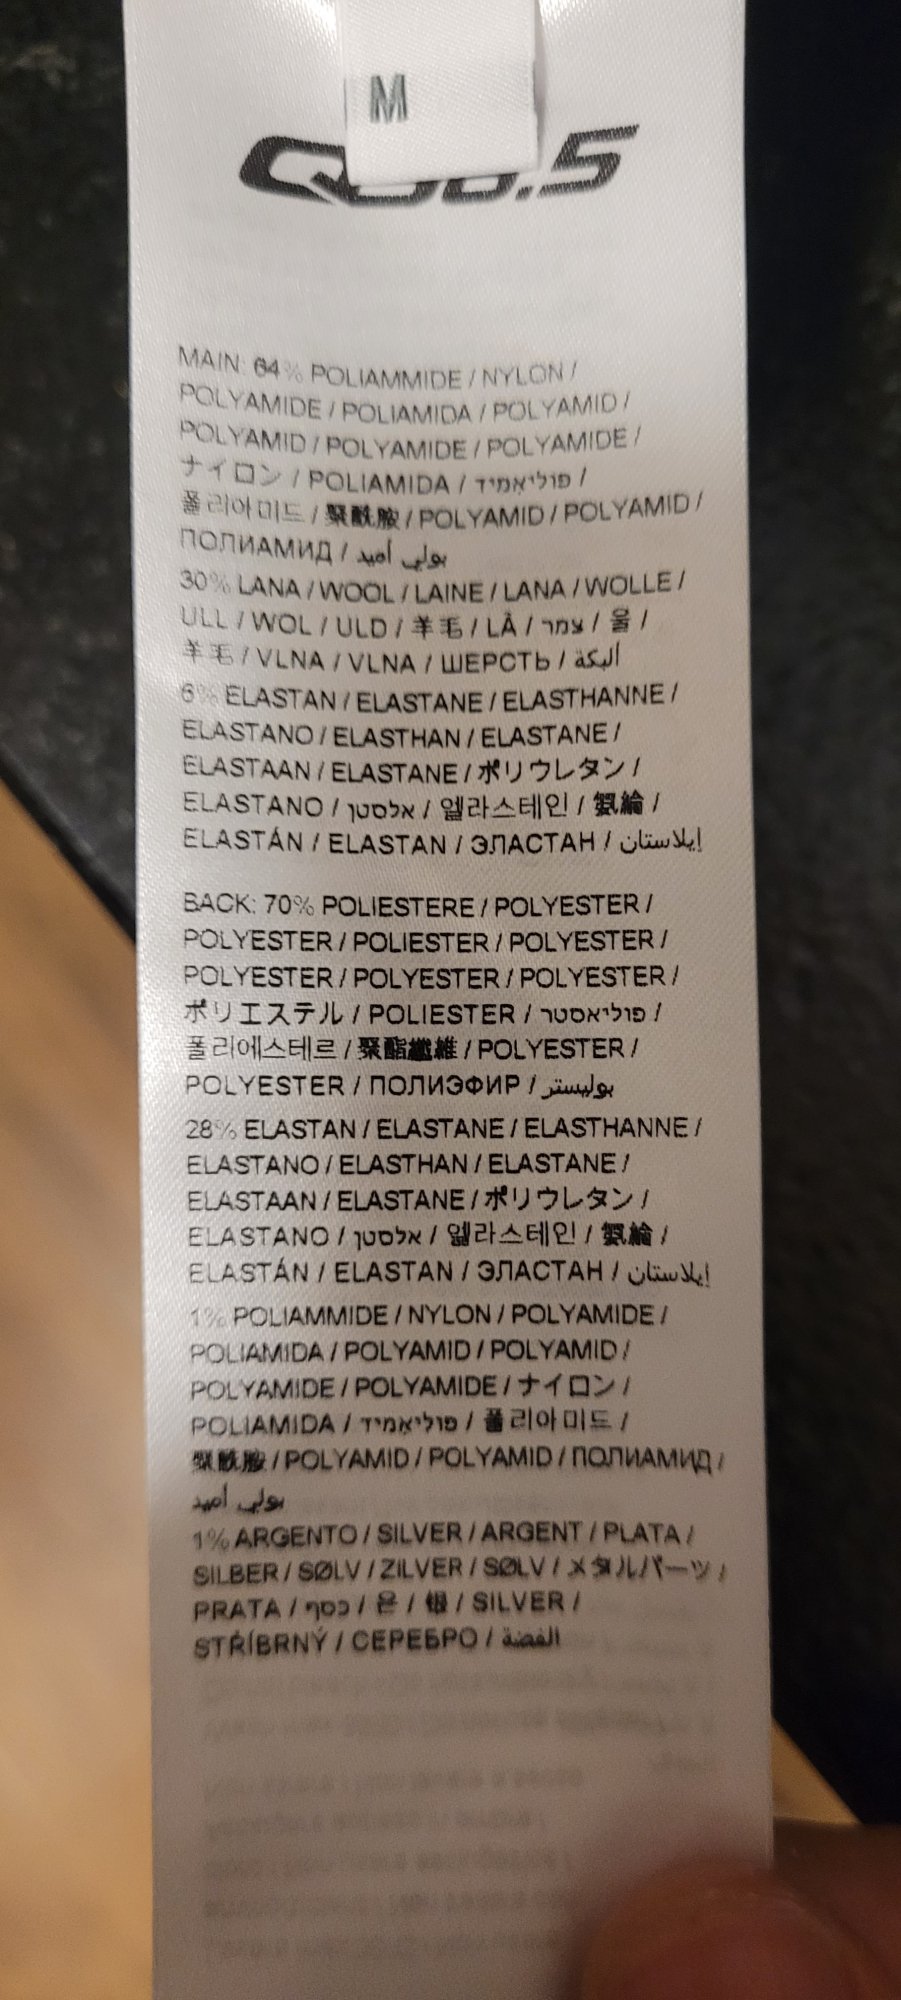 M
MAIN: 64% POLIAMMIDE / NYLON /
POLYAMIDE / POLIAMIDA / POLYAMID /
POLYAMID / POLYAMIDE / POLYAMIDE /
ナイロン / POLIAMIDA / פוליאמיד /
폴리아미드 / 聚酰胺 / POLYAMID / POLYAMID /
ПОЛИАМИД / بولي أميد
30% LANA / WOOL / LAINE / LANA / WOLLE /
ULL / WOL / ULD / 羊毛 / LÃ / צמר / 울 /
羊毛 / VLNA / VLNA / ШЕРСТЬ / أليكة
6% ELASTAN / ELASTANE / ELASTHANNE /
ELASTANO / ELASTHAN / ELASTANE /
ELASTAAN / ELASTANE / ポリウレタン /
ELASTANO / אלסטן / 엘라스테인 / 氨綸 /
ELASTÁN / ELASTAN / ЭЛАСТАН / إيلاستان
BACK: 70% POLIESTERE / POLYESTER /
POLYESTER / POLIESTER / POLYESTER /
POLYESTER / POLYESTER / POLYESTER /
ポリエステル / POLIESTER / פוליאסטר /
폴리에스테르 / 聚酯纖維 / POLYESTER /
POLYESTER / ПОЛИЭФИР / بوليستر
28% ELASTAN / ELASTANE / ELASTHANNE /
ELASTANO / ELASTHAN / ELASTANE /
ELASTAAN / ELASTANE / ポリウレタン /
ELASTANO / אלסטן / 엘라스테인 / 氨綸 /
ELASTÁN / ELASTAN / ЭЛАСТАН / إيلاستان
1% POLIAMMIDE / NYLON / POLYAMIDE /
POLIAMIDA / POLYAMID / POLYAMID /
POLYAMIDE / POLYAMIDE / ナイロン /
POLIAMIDA / פוליאמיד / 폴리아미드 /
聚酰胺 / POLYAMID / POLYAMID / ПОЛИАМИД /
بولي أميد
1% ARGENTO / SILVER / ARGENT / PLATA /
SILBER / SØLV / ZILVER / SØLV / メタルパーツ /
PRATA / כסף / 은 / 银 / SILVER /
STŘÍBRNÝ / СЕРЕБРО / الفضة